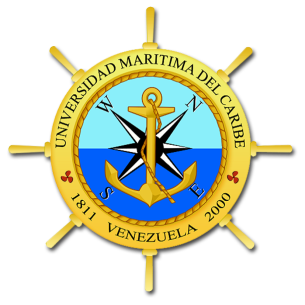 UNIVERSIDAD MARITIMA DEL CARIBE
W N
S E
1811 VENEZUELA 2000